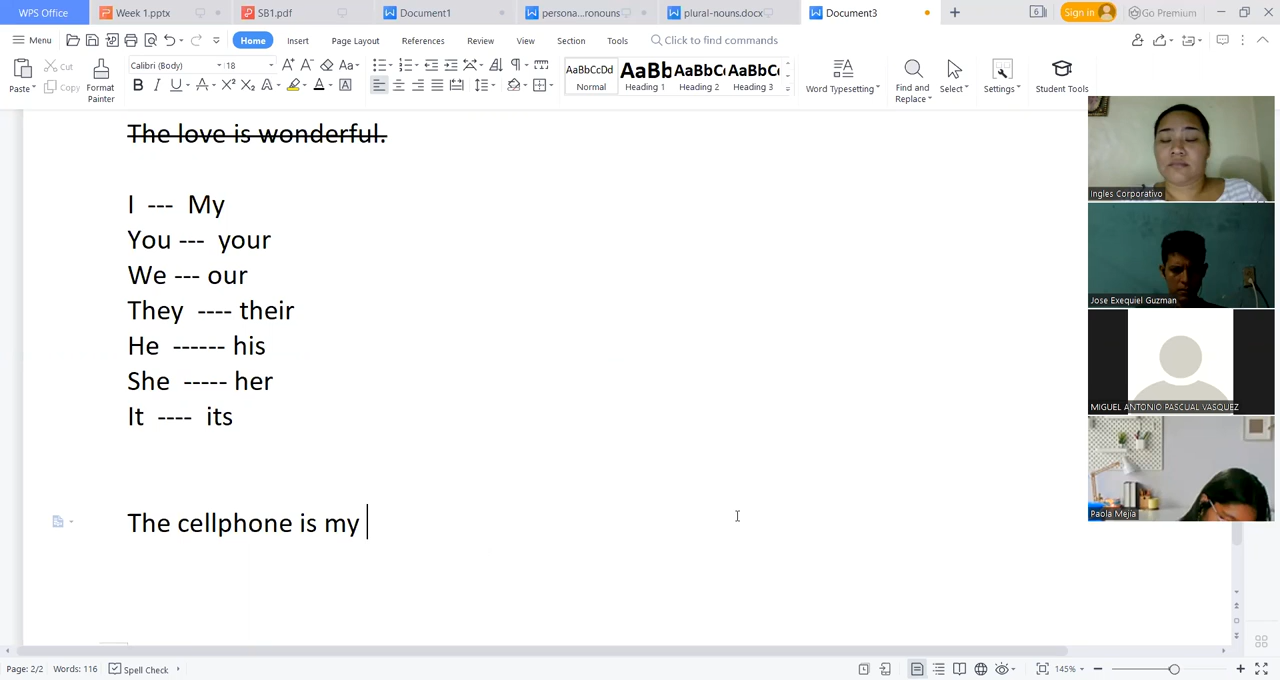 WPS Office Week 1.pptx SB1.pdf Document1 persona...ronouns plural-nouns.docx Document3 6 Sign in Go Premium
Menu Home Insert Page Layout References Review View Section Tools Click to find commands
Paste Cut Copy Format Painter Calibri (Body) 18 AaBbCcDd Normal AaBb Heading 1 AaBbC Heading 2 AaBbC Heading 3 Word Typesetting Find and Replace Select Settings Student Tools
The love is wonderful.
I --- My
You --- your
We --- our
They ---- their
He ------ his
She ----- her
It ---- its
The cellphone is my
Ingles Corporativo
Jose Exequiel Guzman
MIGUEL ANTONIO PASCUAL VASQUEZ
Paola Mejia
Page: 2/2 Words: 116 Spell Check 145%